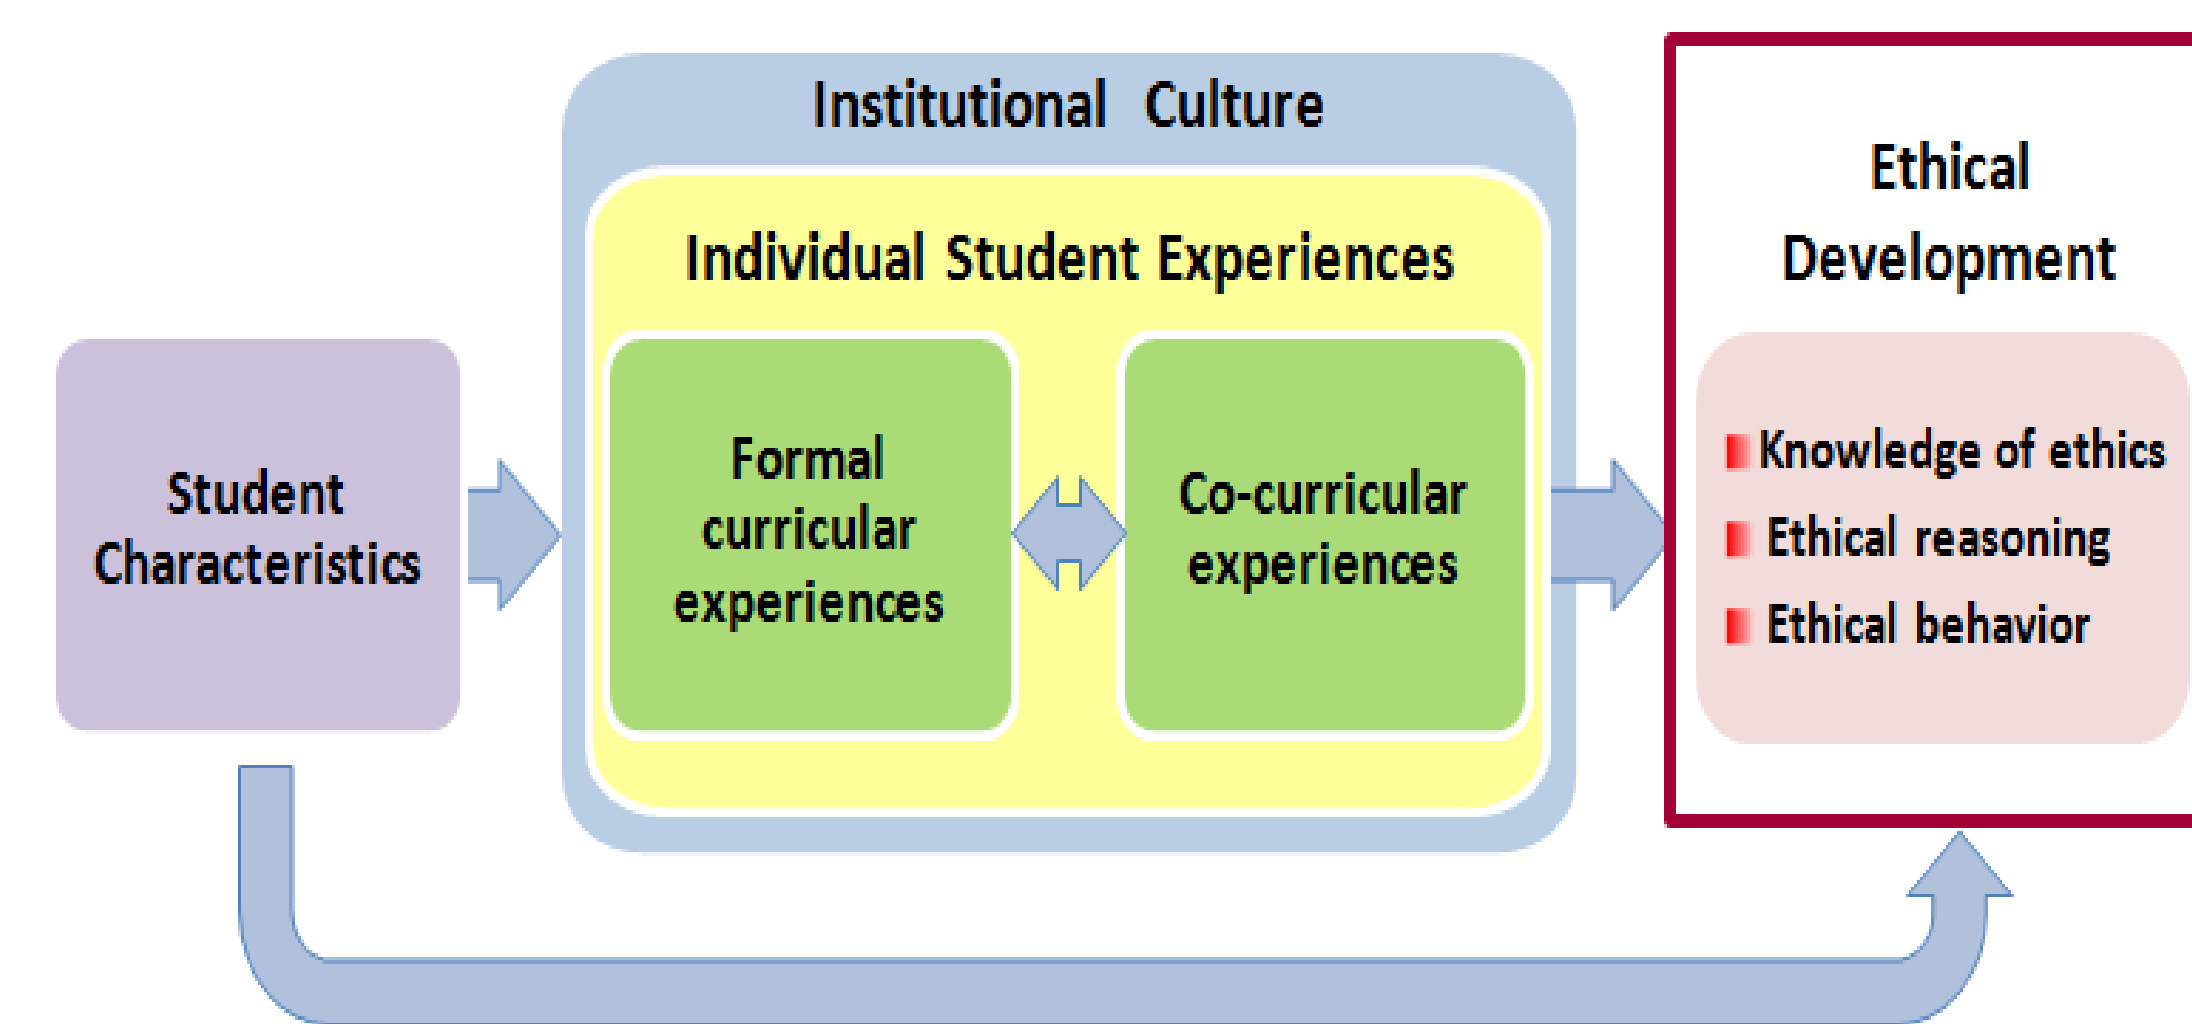 Institutional Culture
Individual Student Experiences
Student
Characteristics
Formal
curricular
experiences
Co-curricular
experiences
Ethical
Development
Knowledge of ethics
Ethical reasoning
Ethical behavior